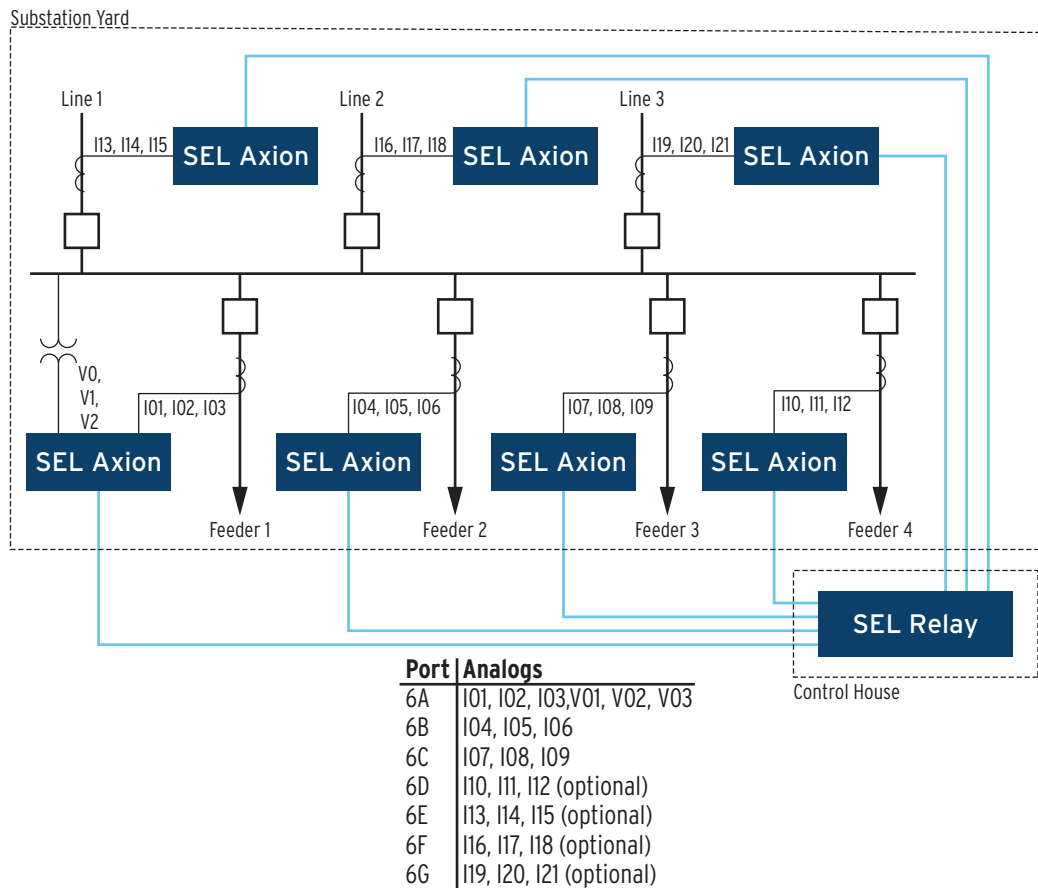 Substation Yard
Line 1
Line 2
Line 3
I13, I14, I15
SEL Axion
I16, I17, I18
SEL Axion
I19, I20, I21
SEL Axion
V0,
V1,
V2
I01, I02, I03
I04, I05, I06
I07, I08, I09
I10, I11, I12
SEL Axion
SEL Axion
SEL Axion
SEL Axion
Feeder 1
Feeder 2
Feeder 3
Feeder 4
SEL Relay
Control House
Port Analogs
6A I01, I02, I03,V01, V02, V03
6B I04, I05, I06
6C I07, I08, I09
6D I10, I11, I12 (optional)
6E I13, I14, I15 (optional)
6F I16, I17, I18 (optional)
6G I19, I20, I21 (optional)